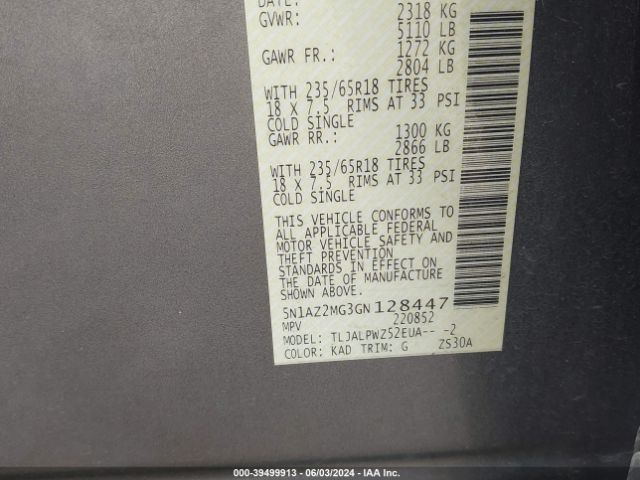 DATE:
GVWR: 2318 KG
5110 LB
GAWR FR.: 1272 KG
2804 LB
WITH 235/65R18 TIRES
18 X 7.5 RIMS AT 33 PSI
COLD SINGLE
GAWR RR.: 1300 KG
2866 LB
WITH 235/65R18 TIRES
18 X 7.5 RIMS AT 33 PSI
COLD SINGLE
THIS VEHICLE CONFORMS TO
ALL APPLICABLE FEDERAL
MOTOR VEHICLE SAFETY AND
THEFT PREVENTION
STANDARDS IN EFFECT ON
THE DATE OF MANUFACTURE
SHOWN ABOVE.
5N1AZ2MG3GN128447
MPV 220852
MODEL: TLJALPWZ52EUA-- -2
COLOR: KAD TRIM: G ZS30A
000-39499913 - 06/03/2024 - IAA Inc.